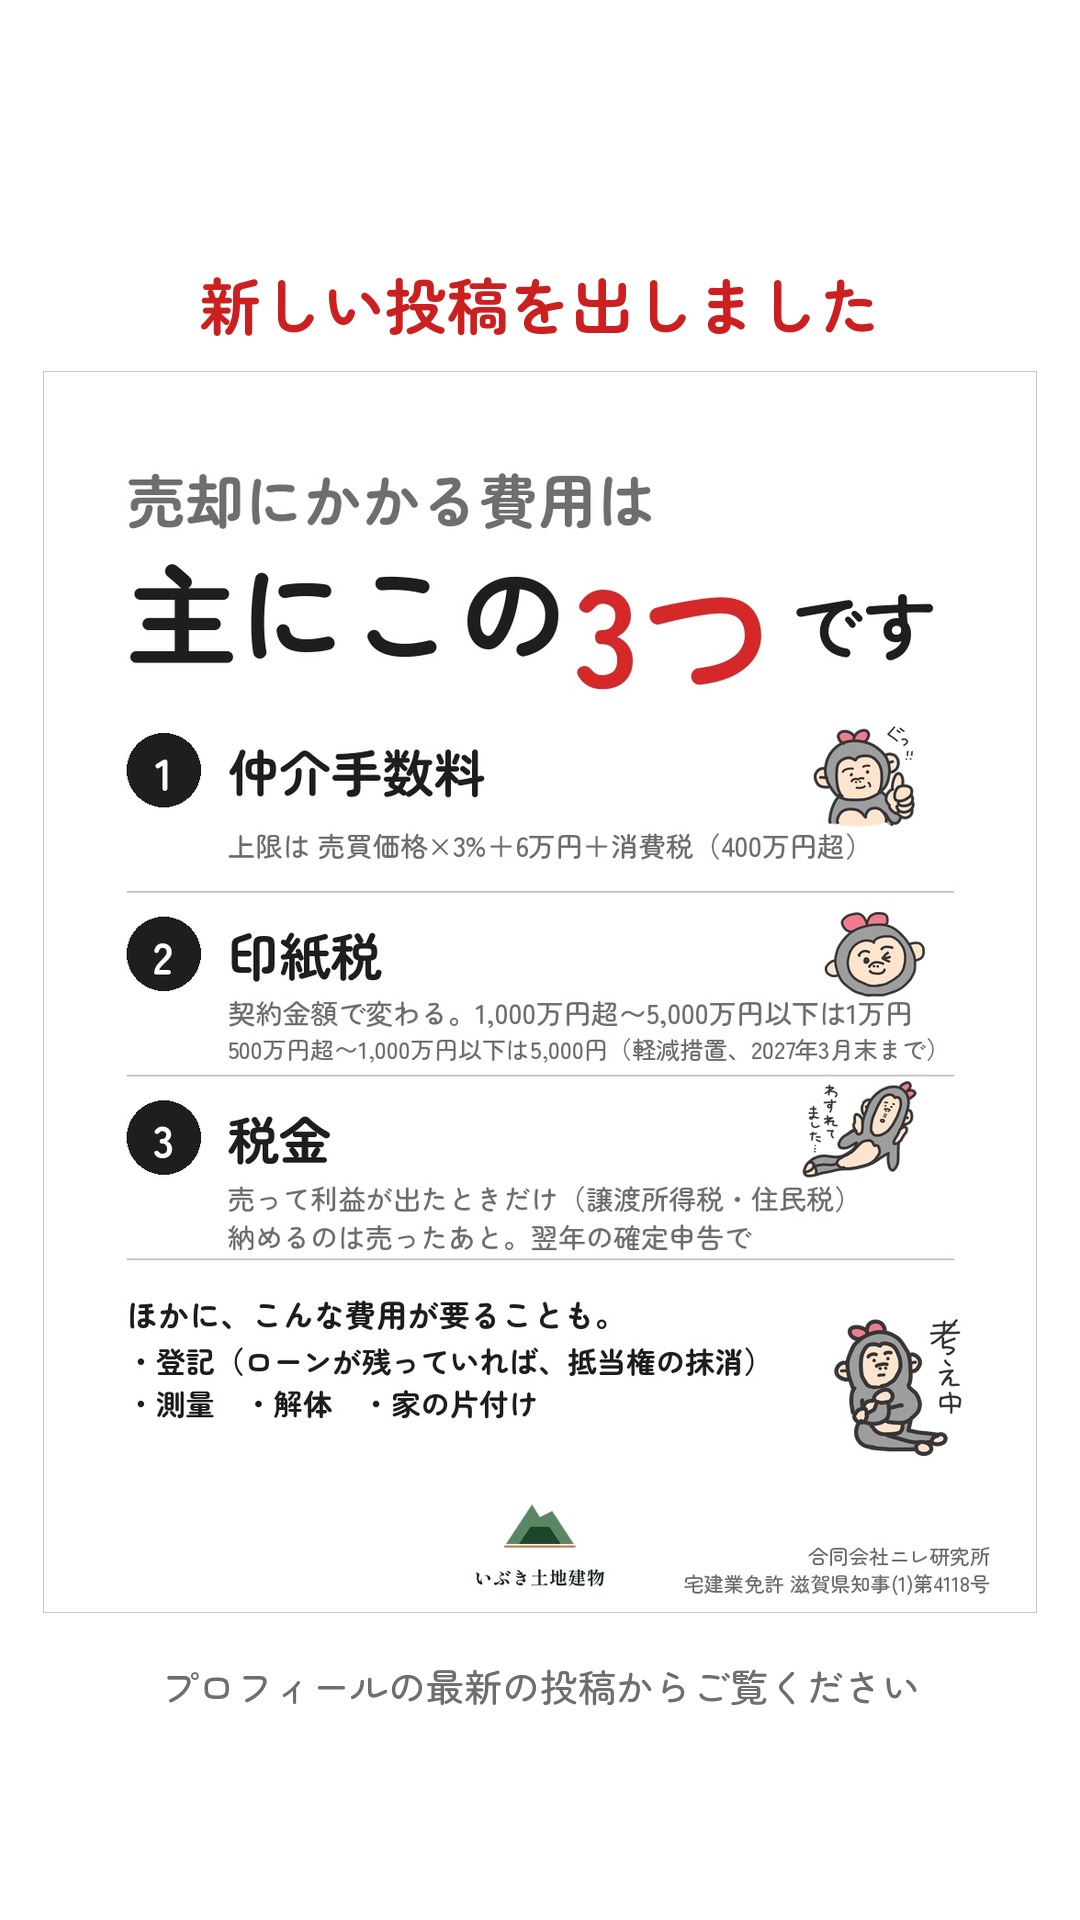 新しい投稿を出しました
売却にかかる費用は
主にこの3つです
1 仲介手数料
ぐっ!!
上限は 売買価格×3%＋6万円＋消費税（400万円超）
2 印紙税
契約金額で変わる。1,000万円超〜5,000万円以下は1万円
500万円超〜1,000万円以下は5,000円（軽減措置、2027年3月末まで）
3 税金
わすれて
ました…
売って利益が出たときだけ（譲渡所得税・住民税）
納めるのは売ったあと。翌年の確定申告で
ほかに、こんな費用が要ることも。
・登記（ローンが残っていれば、抵当権の抹消）
・測量　・解体　・家の片付け
考え中
いぶき土地建物
合同会社ニレ研究所
宅建業免許 滋賀県知事(1)第4118号
プロフィールの最新の投稿からご覧ください